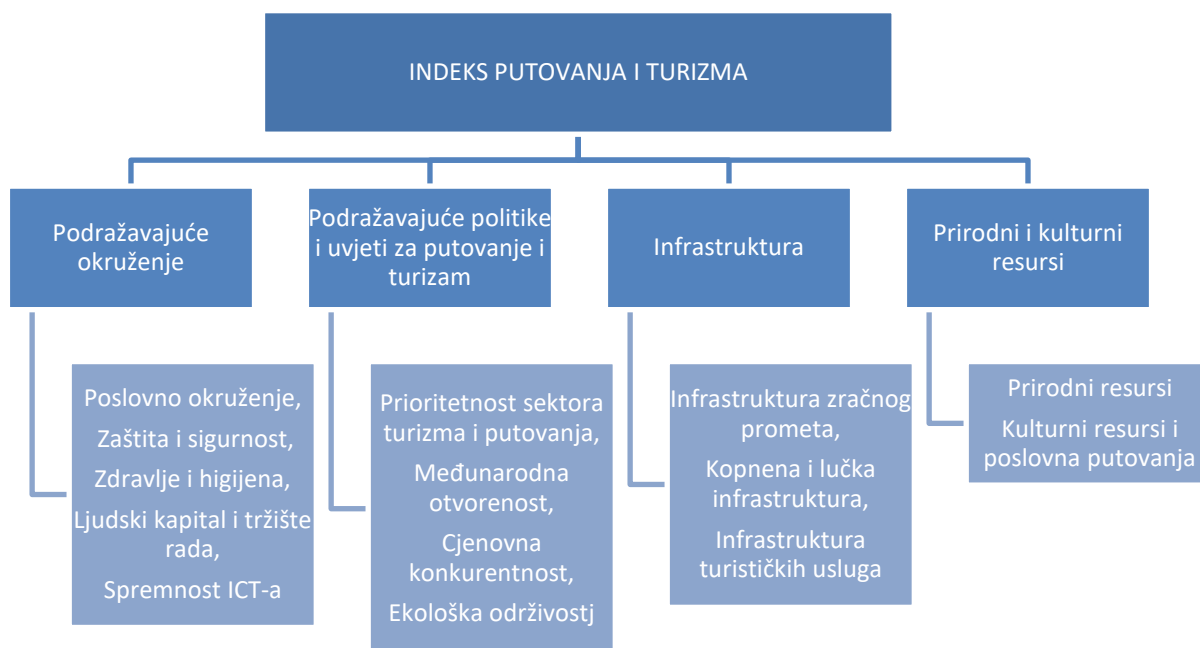 INDEKS PUTOVANJA I TURIZMA
Podražavajuće
okruženje
Podražavajuće politike
i uvjeti za putovanje i
turizam
Infrastruktura
Prirodni i kulturni
resursi
Poslovno okruženje,
Zaštita i sigurnost,
Zdravlje i higijena,
Ljudski kapital i tržište
rada,
Spremnost ICT-a
Prioritetnost sektora
turizma i putovanja,
Međunarodna
otvorenost,
Cjenovna
konkurentnost,
Ekološka održivostj
Infrastruktura zračnog
prometa,
Kopnena i lučka
infrastruktura,
Infrastruktura
turističkih usluga
Prirodni resursi
Kulturni resursi i
poslovna putovanja